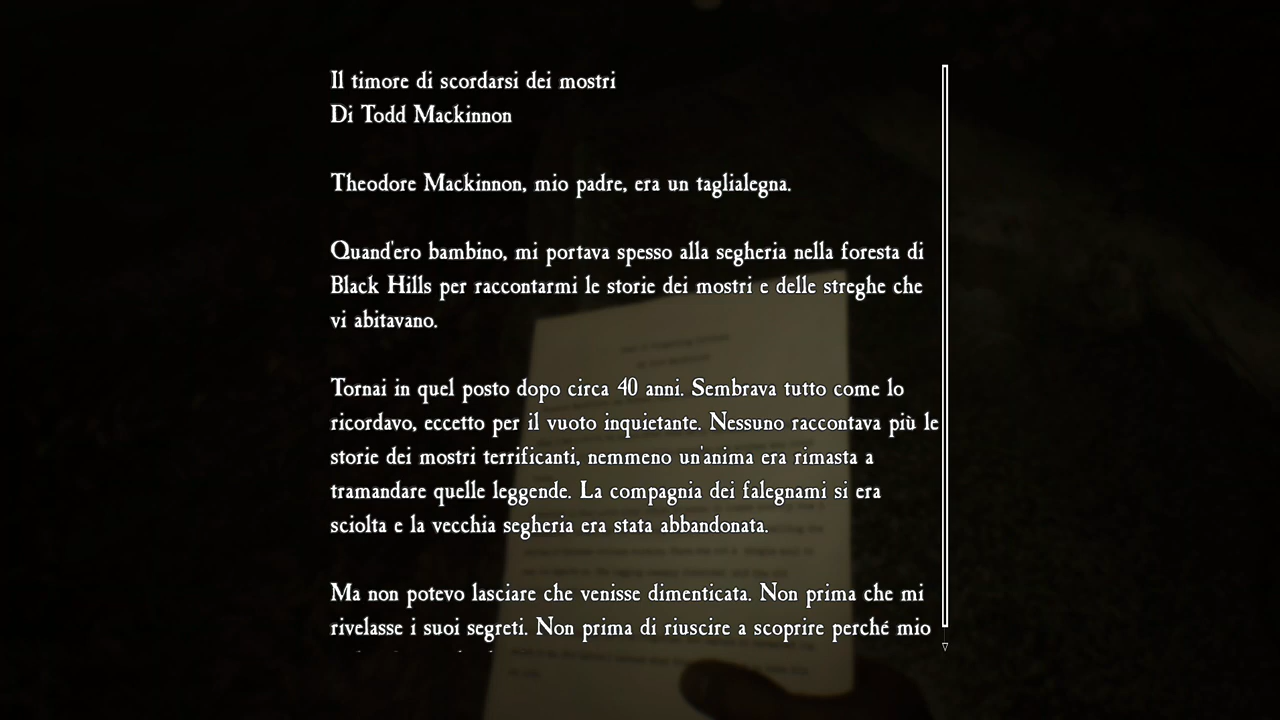 Il timore di scordarsi dei mostri
Di Todd Mackinnon
Theodore Mackinnon, mio padre, era un taglialegna.
Quand'ero bambino, mi portava spesso alla segheria nella foresta di
Black Hills per raccontarmi le storie dei mostri e delle streghe che
vi abitavano.
Tornai in quel posto dopo circa 40 anni. Sembrava tutto come lo
ricordavo, eccetto per il vuoto inquietante. Nessuno raccontava più le
storie dei mostri terrificanti, nemmeno un'anima era rimasta a
tramandare quelle leggende. La compagnia dei falegnami si era
sciolta e la vecchia segheria era stata abbandonata.
Ma non potevo lasciare che venisse dimenticata. Non prima che mi
rivelasse i suoi segreti. Non prima di riuscire a scoprire perché mio